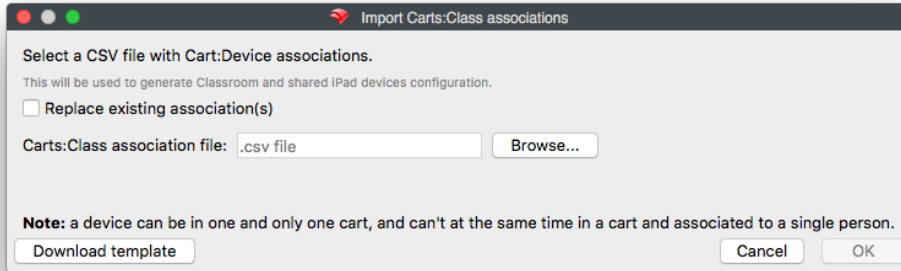 Import Carts:Class associations
Select a CSV file with Cart:Device associations.
This will be used to generate Classroom and shared iPad devices configuration.
Replace existing association(s)
Carts:Class association file: .csv file Browse...
Note: a device can be in one and only one cart, and can't at the same time in a cart and associated to a single person.
Download template Cancel OK